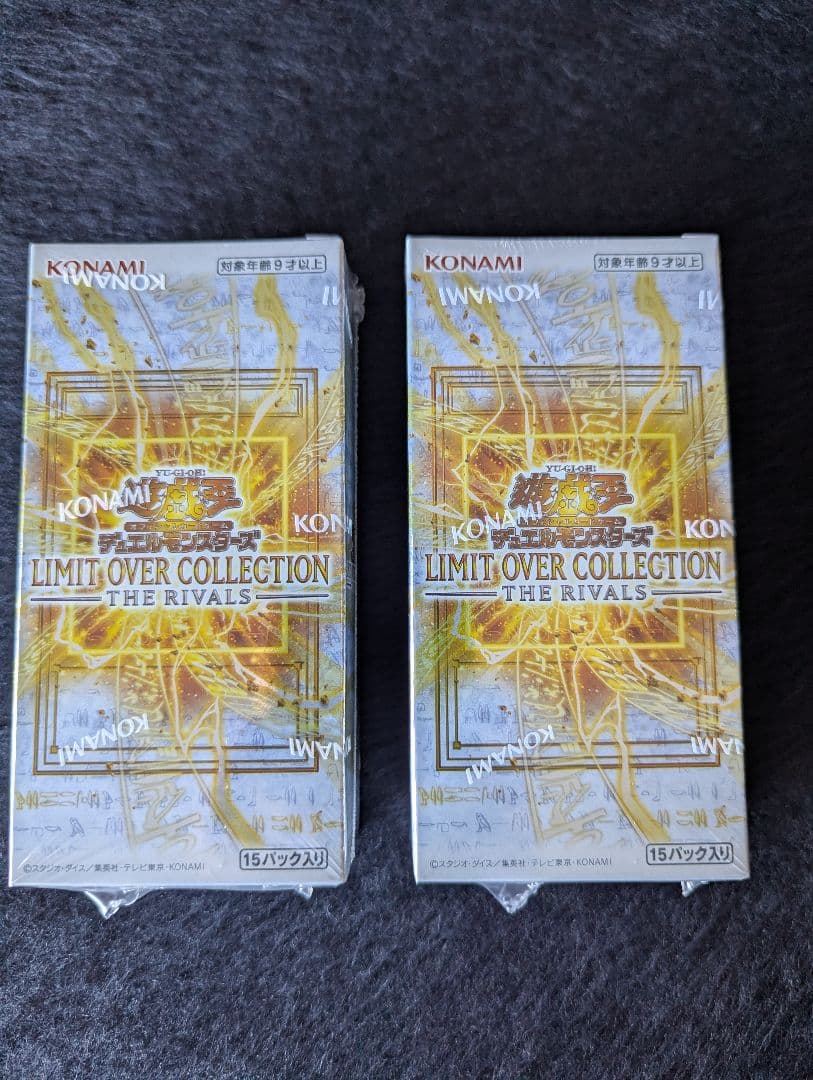 KONAMI
対象年齢9才以上
KONAMI
YU-GI-OH!
遊戯王
デュエルモンスターズ
KONAMI
KON
LIMIT OVER COLLECTION
THE RIVALS
KONAMI
KONAMI
15パック入り
©スタジオ・ダイス/集英社・テレビ東京・KONAMI
KONAMI
対象年齢9才以上
KONAMI
YU-GI-OH!
遊戯王
デュエルモンスターズ
KONAMI
KON
LIMIT OVER COLLECTION
THE RIVALS
KONAMI
NAMI
15パック入り
©スタジオ・ダイス/集英社・テレビ東京・KONAMI